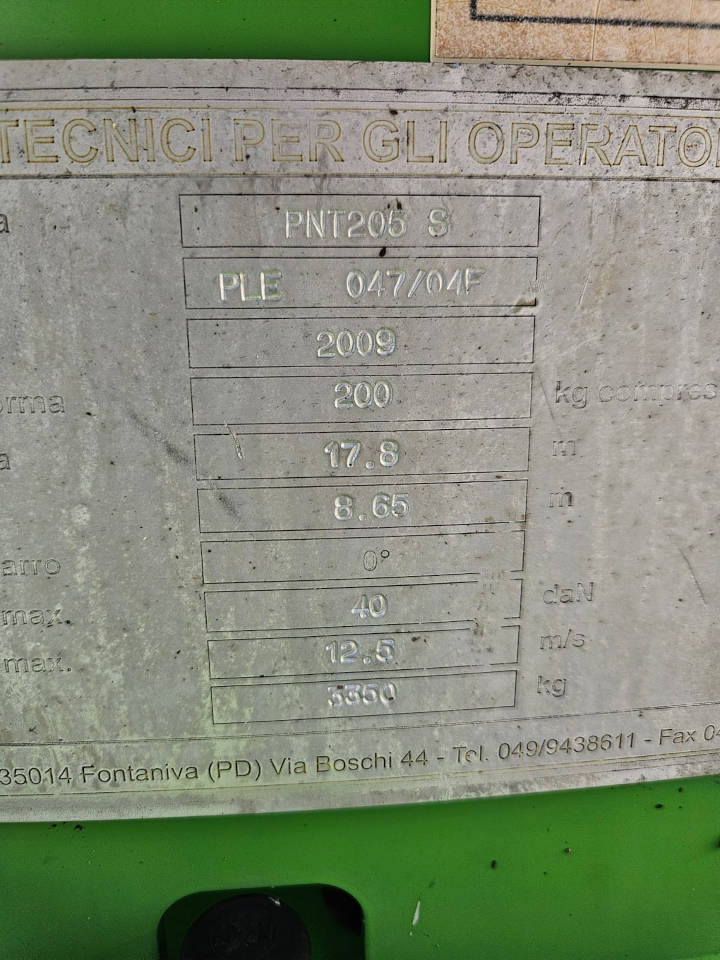 TECNICI PER GLI OPERATO
a PNT205 S
PLE 047/04F
2009
orma 200 kg compres
a 17.8 m
8.65 m
arro 0°
max. 40 daN
max. 12.5 m/s
3350 kg
35014 Fontaniva (PD) Via Boschi 44 - Tel. 049/9438611 - Fax 04